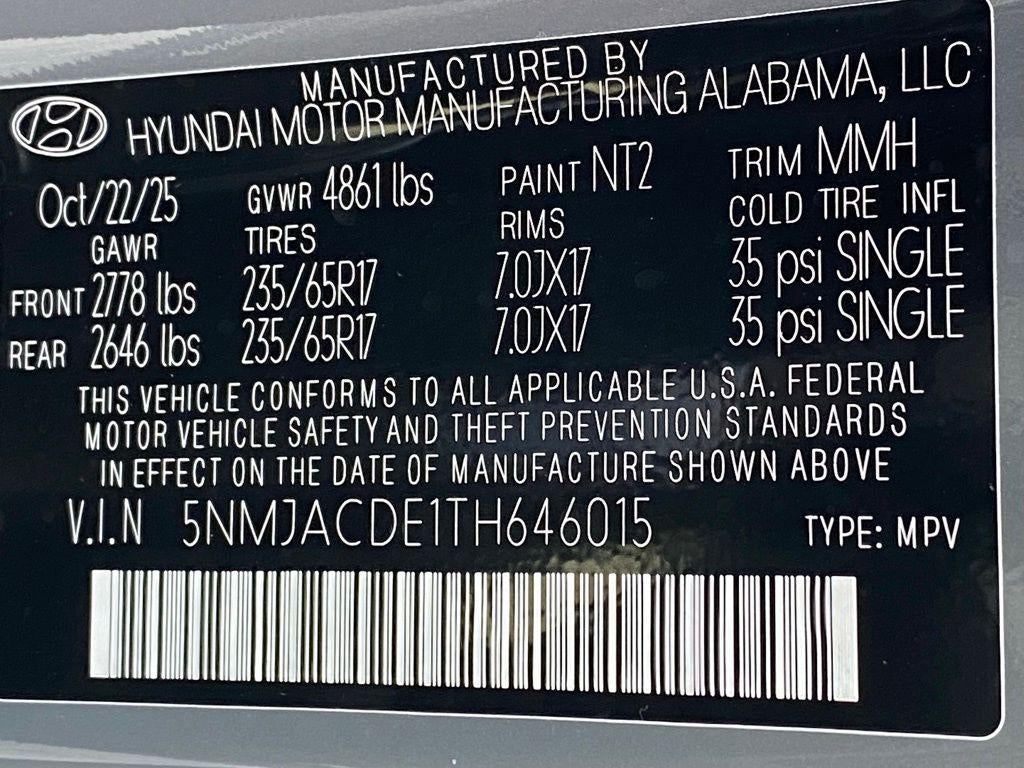 MANUFACTURED BY
HYUNDAI MOTOR MANUFACTURING ALABAMA, LLC
Oct/22/25 GVWR 4861 lbs PAINT NT2 TRIM MMH
GAWR TIRES RIMS COLD TIRE INFL
FRONT 2778 lbs 235/65R17 7.0JX17 35 psi SINGLE
REAR 2646 lbs 235/65R17 7.0JX17 35 psi SINGLE
THIS VEHICLE CONFORMS TO ALL APPLICABLE U.S.A. FEDERAL
MOTOR VEHICLE SAFETY AND THEFT PREVENTION STANDARDS
IN EFFECT ON THE DATE OF MANUFACTURE SHOWN ABOVE
V.I.N 5NMJACDE1TH646015 TYPE: MPV